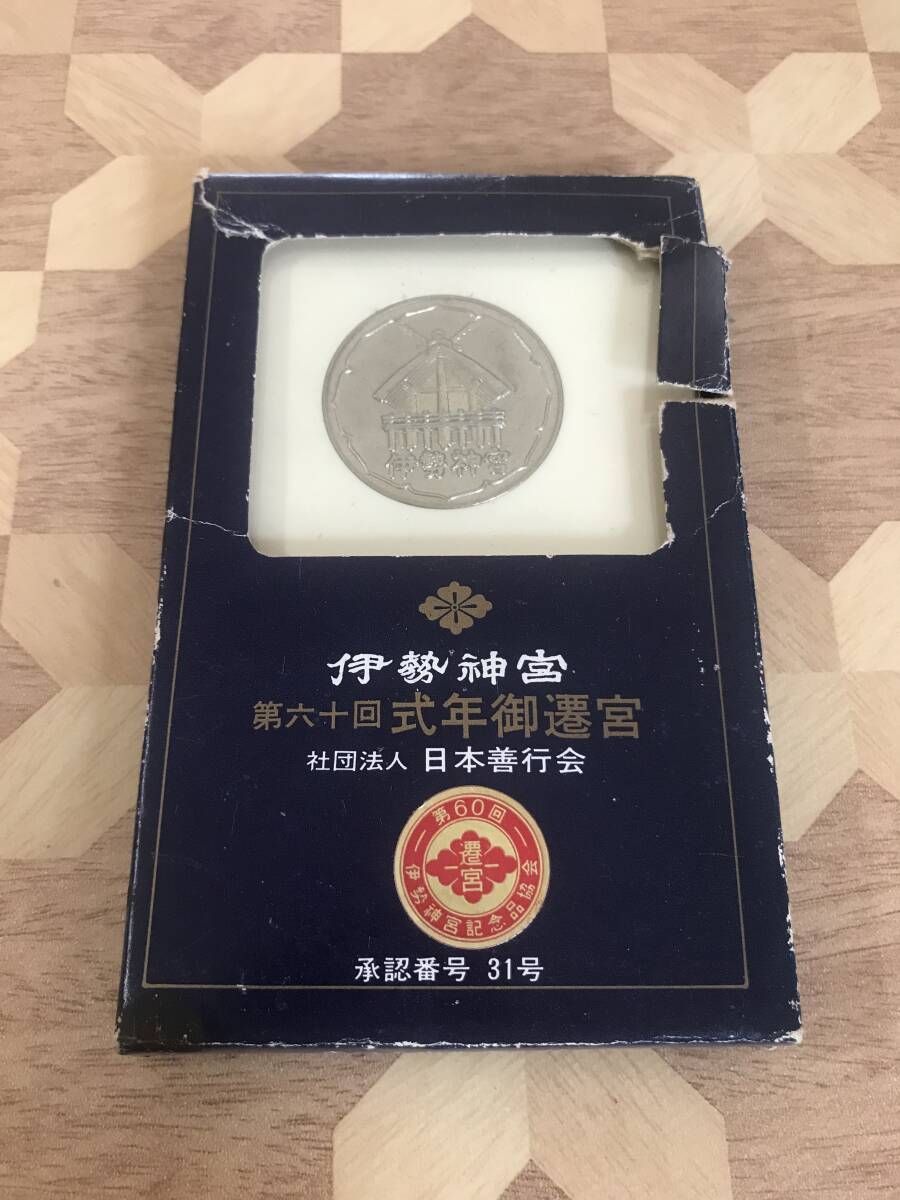 伊勢神宮
伊勢神宮
第六十回 式年御遷宮
社団法人 日本善行会
第60回
遷宮
伊勢神宮記念品協会
承認番号 31号